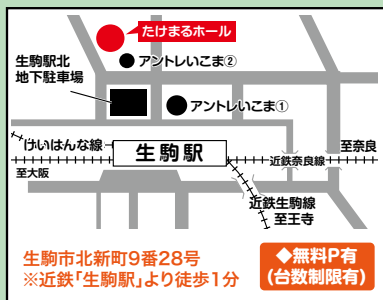 たけまるホール
アントレいこま②
生駒駅北
地下駐車場
アントレいこま①
けいはんな線
生駒駅
至奈良
近鉄奈良線
至大阪
近鉄生駒線
至王寺
生駒市北新町9番28号
※近鉄「生駒駅」より徒歩1分
◆無料P有
(台数制限有)